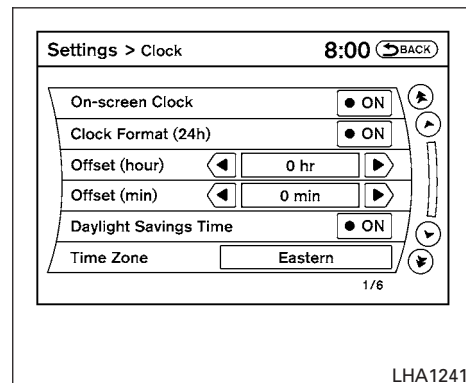 Settings > Clock 8:00 BACK
On-screen Clock ON
Clock Format (24h) ON
Offset (hour) 0 hr
Offset (min) 0 min
Daylight Savings Time ON
Time Zone Eastern
1/6
LHA1241